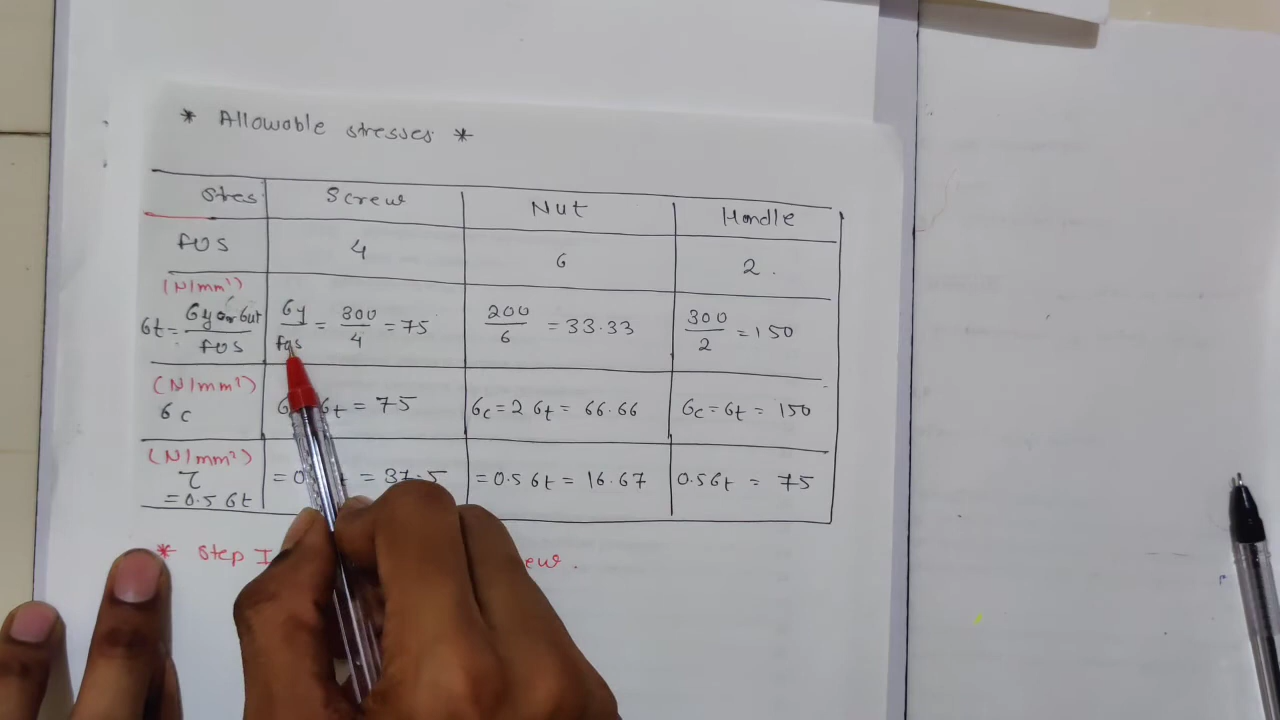 * Allowable stresses *
Stres Screw Nut Handle
FOS 4 6 2.
(N/mm²)
σt = σy or σut / FOS σy / fos = 300 / 4 = 75 200 / 6 = 33.33 300 / 2 = 150
(N/mm²)
σc σt = 75 σc = 2 σt = 66.66 σc = σt = 150
(N/mm²)
τ = 37.5 = 0.5 σt = 16.67 0.5σt = 75
= 0.5 σt
* Step I